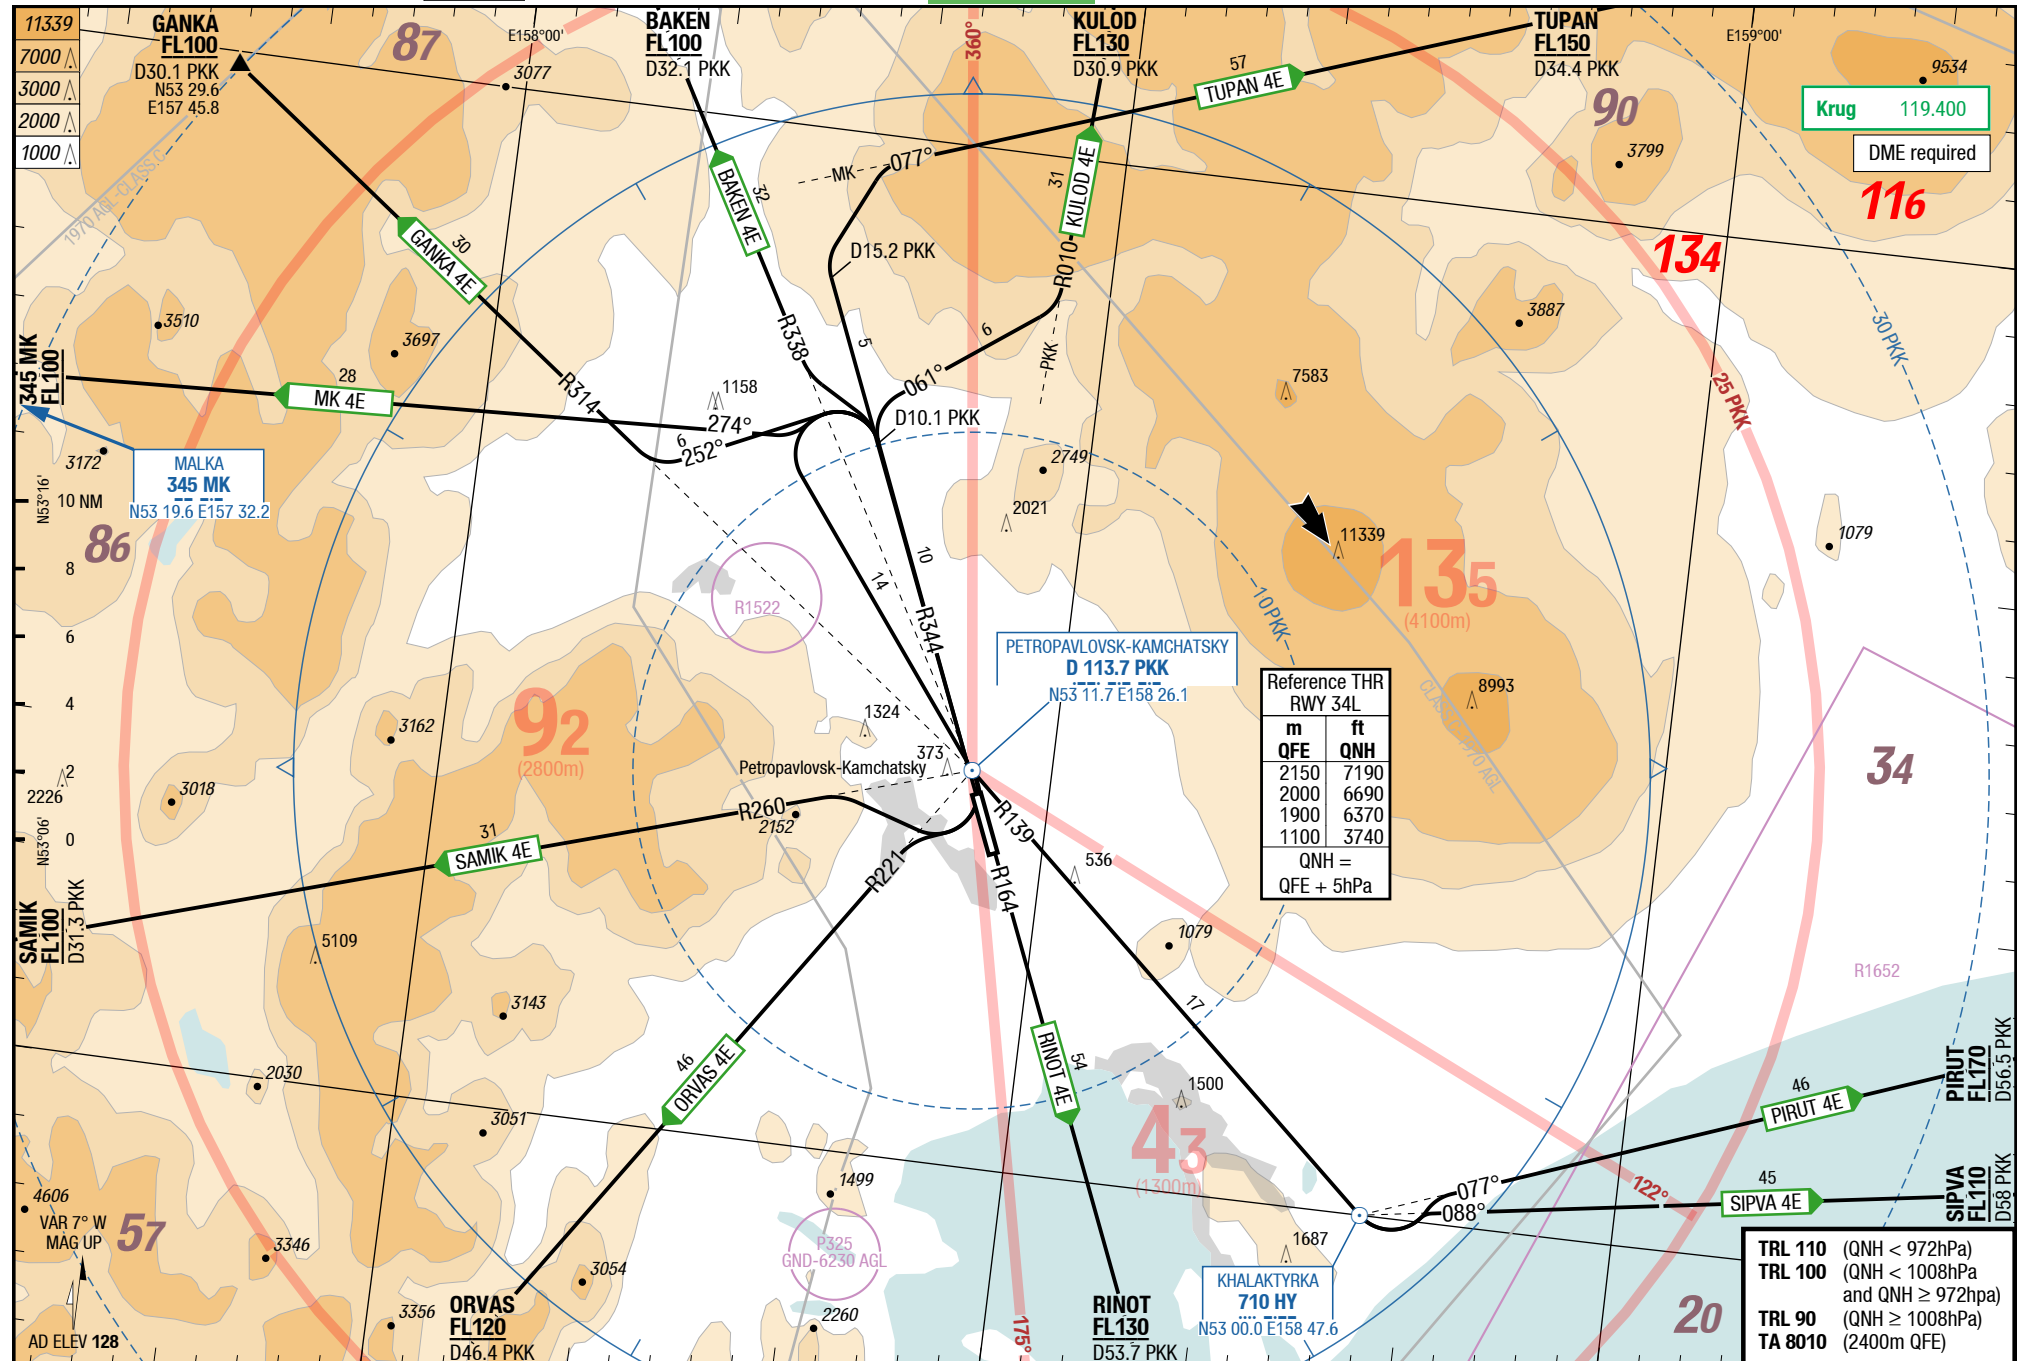 11339
7000
3000
2000
1000
GANKA
FL100
D30.1 PKK
N53 29.6
E157 45.8
87
E158°00'
3077
BAKEN
FL100
D32.1 PKK
360°
KULOD
FL130
D30.9 PKK
57
TUPAN 4E
TUPAN
FL150
D34.4 PKK
E159°00'
9534
90
Krug 119.400
DME required
3799
116
134
1970 AGL-CLASS C
30
GANKA 4E
32
BAKEN 4E
MK
077°
31
KULOD 4E
R010
D15.2 PKK
3510
3697
R338
5
6
3887
30 PKK
345 MK
FL100
28
MK 4E
R314
1158
274°
6
252°
061°
PKK
D10.1 PKK
7583
25 PKK
3172
MALKA
345 MK
N53 19.6 E157 32.2
N53°16'
10 NM
86
8
6
4
2
0
N53°06'
2749
2021
11339
135
(4100m)
1079
10
14
R1522
R344
10 PKK
PETROPAVLOVSK-KAMCHATSKY
D 113.7 PKK
N53 11.7 E158 26.1
Reference THR
RWY 34L
m ft
QFE QNH
2150 7190
2000 6690
1900 6370
1100 3740
QNH =
QFE + 5hPa
8993
CLASS C-1970 AGL
92
(2800m)
3162
1324
373
Petropavlovsk-Kamchatsky
34
2226
3018
31
SAMIK 4E
R260
2152
R221
R139
R164
536
SAMIK
FL100
D31.3 PKK
5109
1079
R1652
3143
17
2030
3051
46
ORVAS 4E
RINOT 4E
54
1500
43
(1300m)
46
PIRUT 4E
PIRUT
FL170
D56.5 PKK
077°
088°
122°
45
SIPVA 4E
SIPVA
FL110
D58 PKK
4606
VAR 7° W
MAG UP
57
3346
1499
P325
GND-6230 AGL
1687
3054
KHALAKTYRKA
710 HY
N53 00.0 E158 47.6
3356
AD ELEV 128
ORVAS
FL120
D46.4 PKK
2260
175°
RINOT
FL130
D53.7 PKK
20
TRL 110 (QNH < 972hPa)
TRL 100 (QNH < 1008hPa
and QNH ≥ 972hpa)
TRL 90 (QNH ≥ 1008hPa)
TA 8010 (2400m QFE)